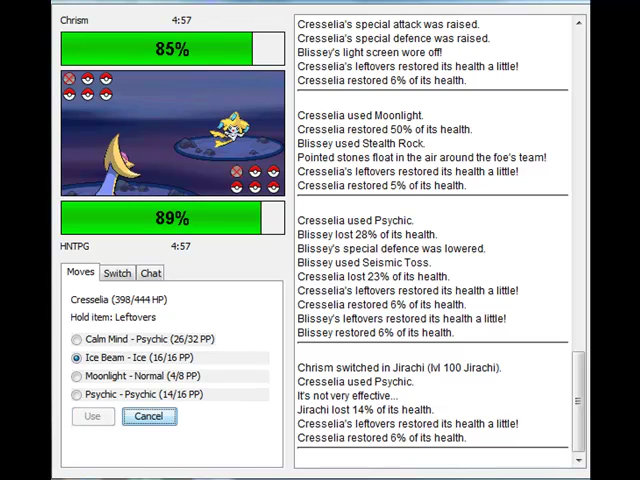 Chrism 4:57
85%
89%
HNTPG 4:57
Moves Switch Chat
Cresselia (398/444 HP)
Hold item: Leftovers
Calm Mind - Psychic (26/32 PP)
Ice Beam - Ice (16/16 PP)
Moonlight - Normal (4/8 PP)
Psychic - Psychic (14/16 PP)
Use Cancel
Cresselia's special attack was raised.
Cresselia's special defence was raised.
Blissey's light screen wore off!
Cresselia's leftovers restored its health a little!
Cresselia restored 6% of its health.
Cresselia used Moonlight.
Cresselia restored 50% of its health.
Blissey used Stealth Rock.
Pointed stones float in the air around the foe's team!
Cresselia's leftovers restored its health a little!
Cresselia restored 5% of its health.
Cresselia used Psychic.
Blissey lost 28% of its health.
Blissey's special defence was lowered.
Blissey used Seismic Toss.
Cresselia lost 23% of its health.
Cresselia's leftovers restored its health a little!
Cresselia restored 6% of its health.
Blissey's leftovers restored its health a little!
Blissey restored 6% of its health.
Chrism switched in Jirachi (lvl 100 Jirachi).
Cresselia used Psychic.
It's not very effective...
Jirachi lost 14% of its health.
Cresselia's leftovers restored its health a little!
Cresselia restored 6% of its health.